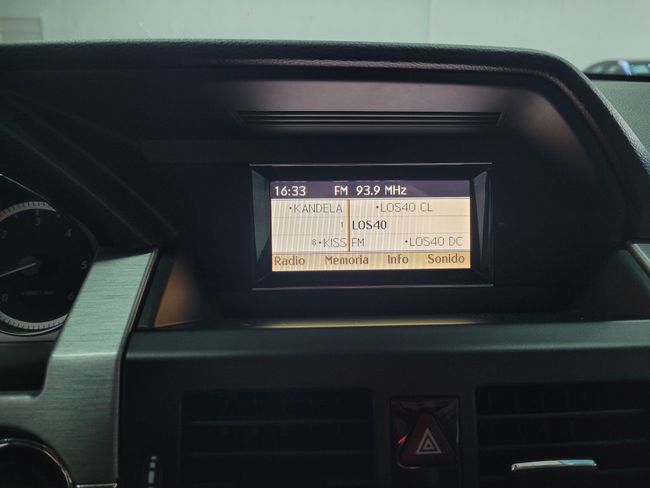 16:33 FM 93.9 MHz
•KANDELA •LOS40 CL
1 LOS40
8•KISS FM •LOS40 DC
Radio Memoria Info Sonido